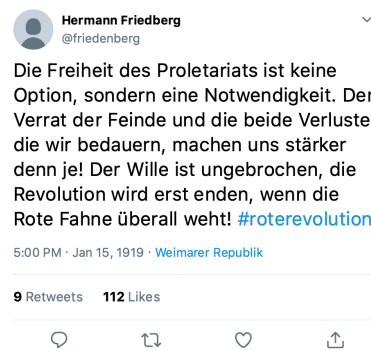 Hermann Friedberg
@friedenberg
Die Freiheit des Proletariats ist keine
Option, sondern eine Notwendigkeit. Der
Verrat der Feinde und die beide Verluste
die wir bedauern, machen uns stärker
denn je! Der Wille ist ungebrochen, die
Revolution wird erst enden, wenn die
Rote Fahne überall weht! #roterevolution
5:00 PM · Jan 15, 1919 · Weimarer Republik
9 Retweets 112 Likes